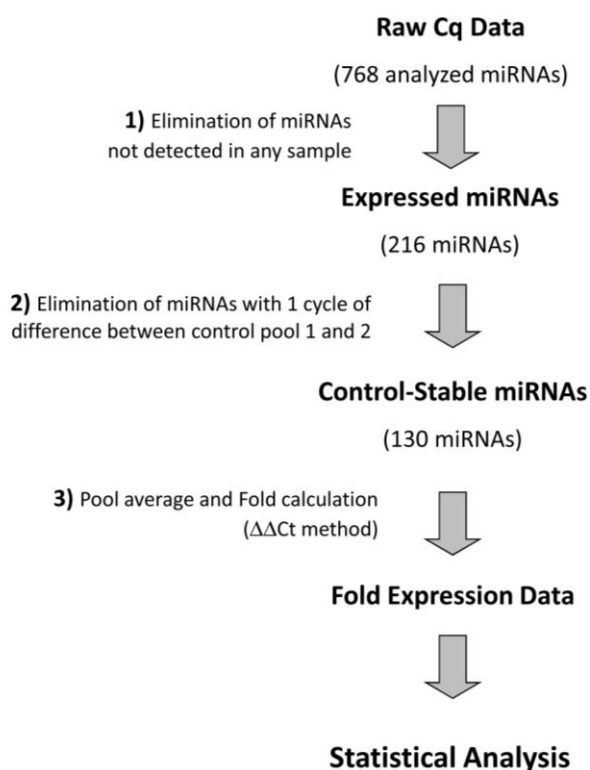 Raw Cq Data
(768 analyzed miRNAs)
1) Elimination of miRNAs
not detected in any sample
Expressed miRNAs
(216 miRNAs)
2) Elimination of miRNAs with 1 cycle of
difference between control pool 1 and 2
Control-Stable miRNAs
(130 miRNAs)
3) Pool average and Fold calculation
(ΔΔCt method)
Fold Expression Data
Statistical Analysis